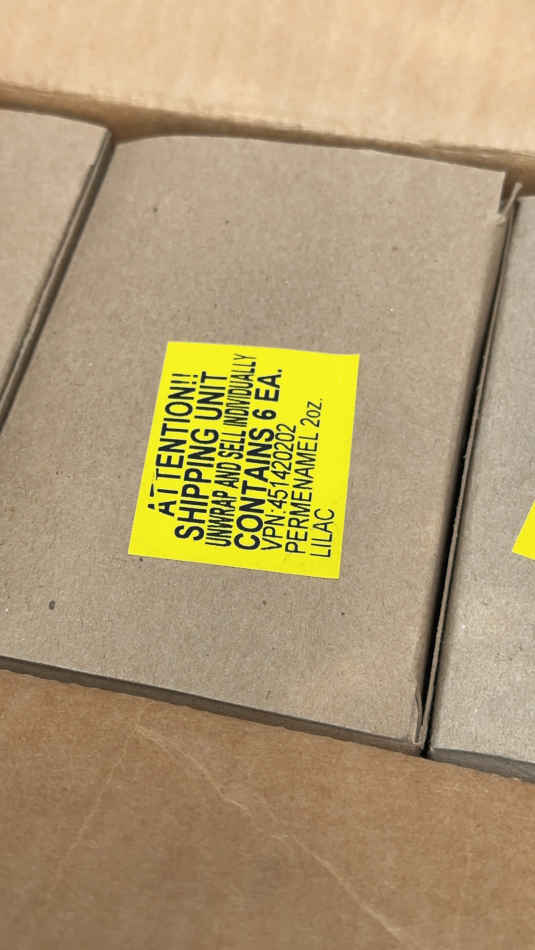 ATTENTION!!
SHIPPING UNIT
UNWRAP AND SELL INDIVIDUALLY
CONTAINS 6 EA.
VPN:451420202
PERMENAMEL 2oz.
LILAC